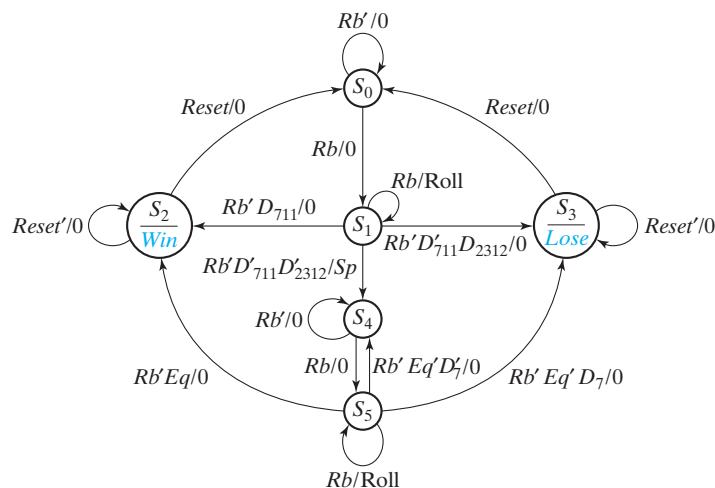 Rb′/0
S0
Reset/0
Reset/0
Rb/0
Rb/Roll
S2
Win
Reset′/0
Rb′ D711/0
S1
Rb′D′711D2312/0
S3
Lose
Reset′/0
Rb′D′711D′2312/Sp
Rb′/0
S4
Rb′Eq/0
Rb/0
Rb′ Eq′D′7/0
Rb′ Eq′ D7/0
S5
Rb/Roll